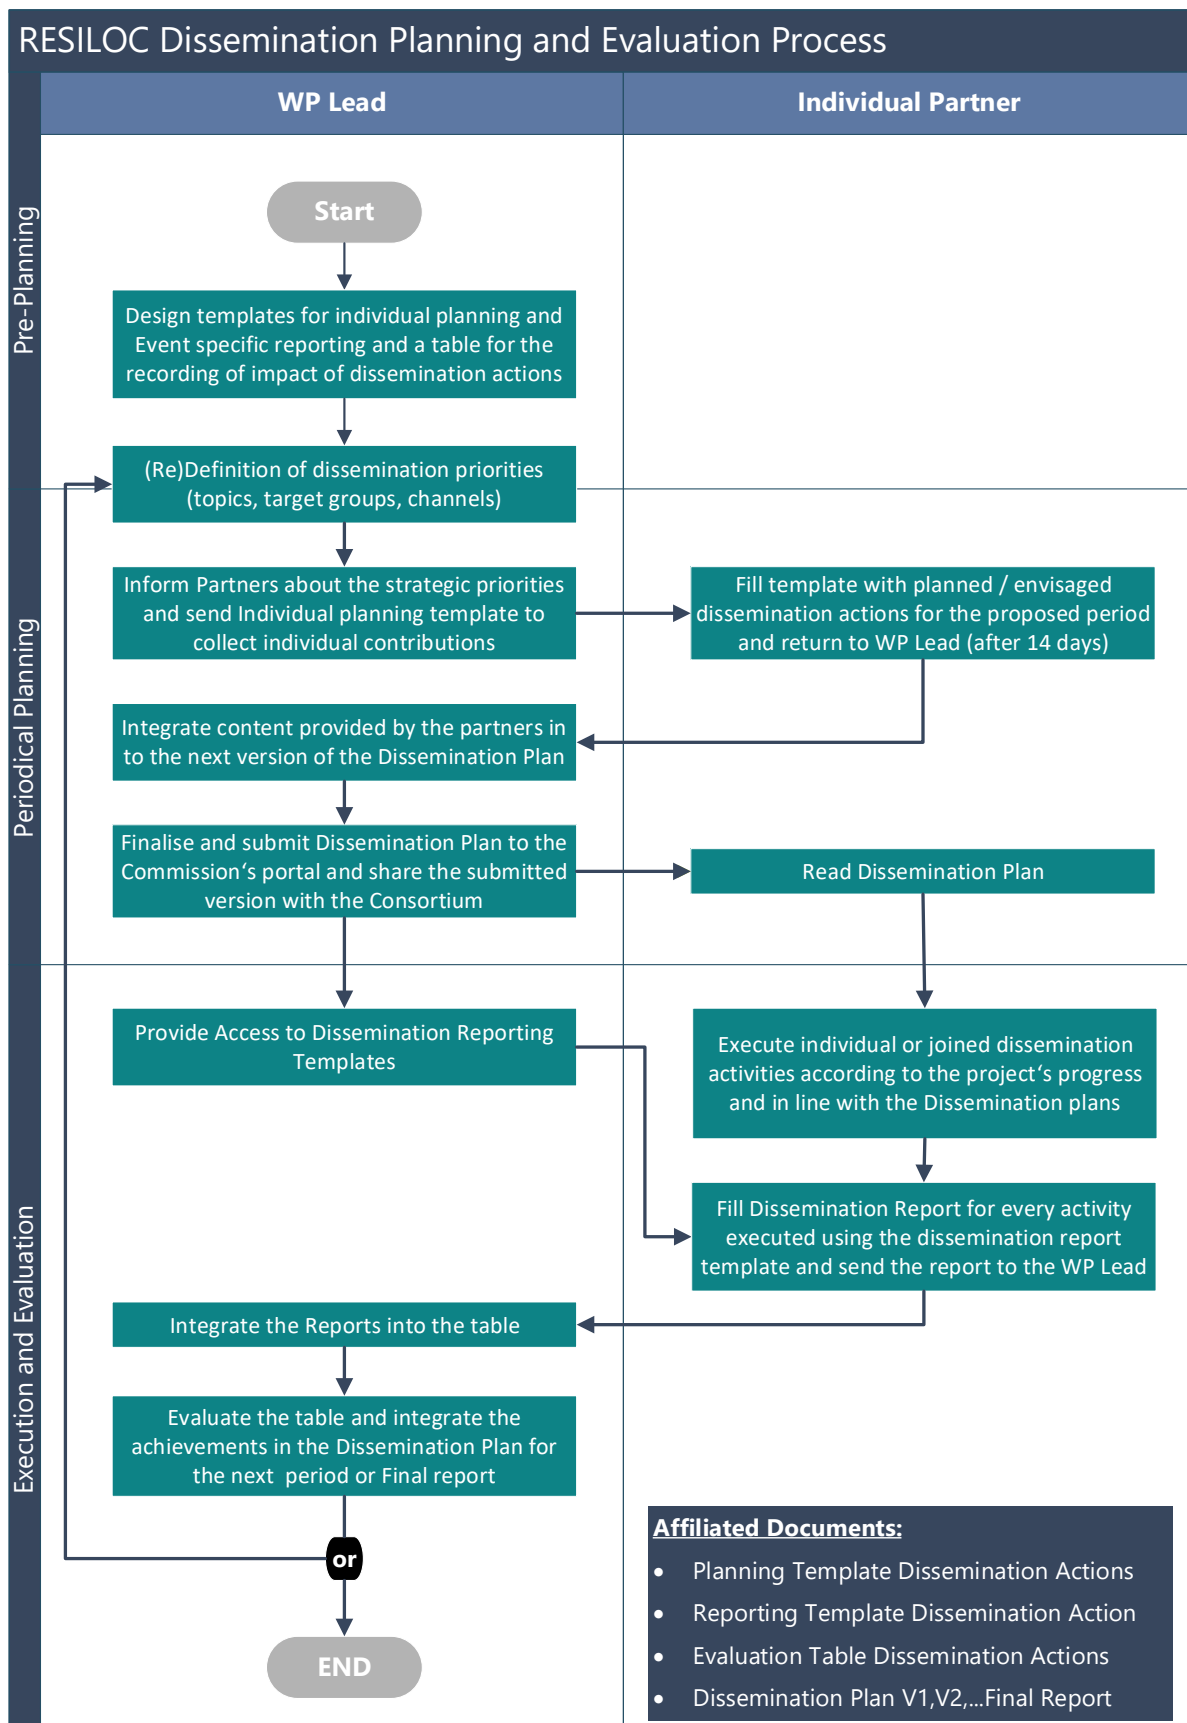 RESILOC Dissemination Planning and Evaluation Process
WP Lead
Individual Partner
Pre-Planning
Start
Design templates for individual planning and
Event specific reporting and a table for the
recording of impact of dissemination actions
(Re)Definition of dissemination priorities
(topics, target groups, channels)
Periodical Planning
Inform Partners about the strategic priorities
and send Individual planning template to
collect individual contributions
Fill template with planned / envisaged
dissemination actions for the proposed period
and return to WP Lead (after 14 days)
Integrate content provided by the partners in
to the next version of the Dissemination Plan
Finalise and submit Dissemination Plan to the
Commission‘s portal and share the submitted
version with the Consortium
Read Dissemination Plan
Execution and Evaluation
Provide Access to Dissemination Reporting
Templates
Execute individual or joined dissemination
activities according to the project‘s progress
and in line with the Dissemination plans
Fill Dissemination Report for every activity
executed using the dissemination report
template and send the report to the WP Lead
Integrate the Reports into the table
Evaluate the table and integrate the
achievements in the Dissemination Plan for
the next period or Final report
or
END
Affiliated Documents:
• Planning Template Dissemination Actions
• Reporting Template Dissemination Action
• Evaluation Table Dissemination Actions
• Dissemination Plan V1,V2,...Final Report